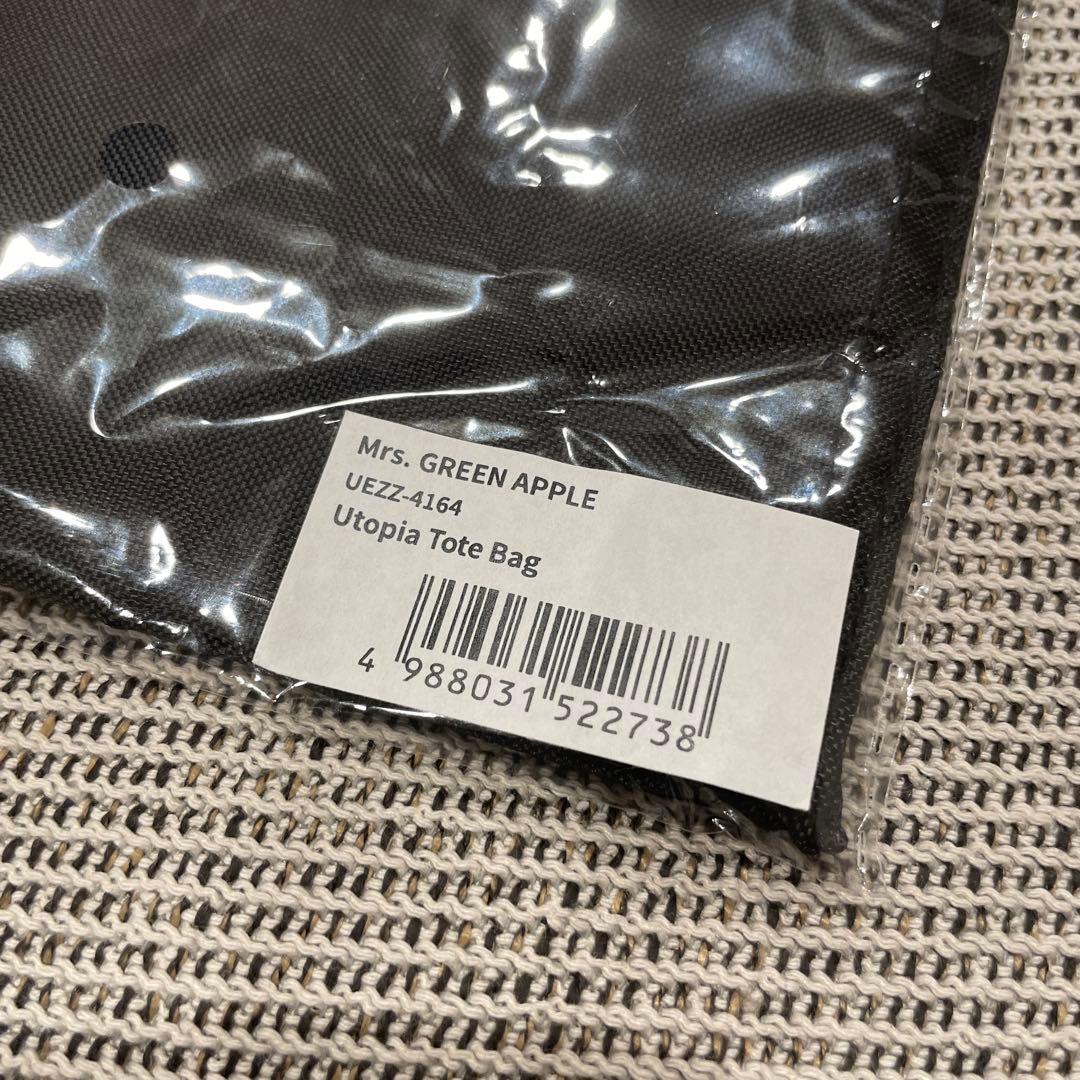 Mrs. GREEN APPLE
UEZZ-4164
Utopia Tote Bag
4 988031 522738